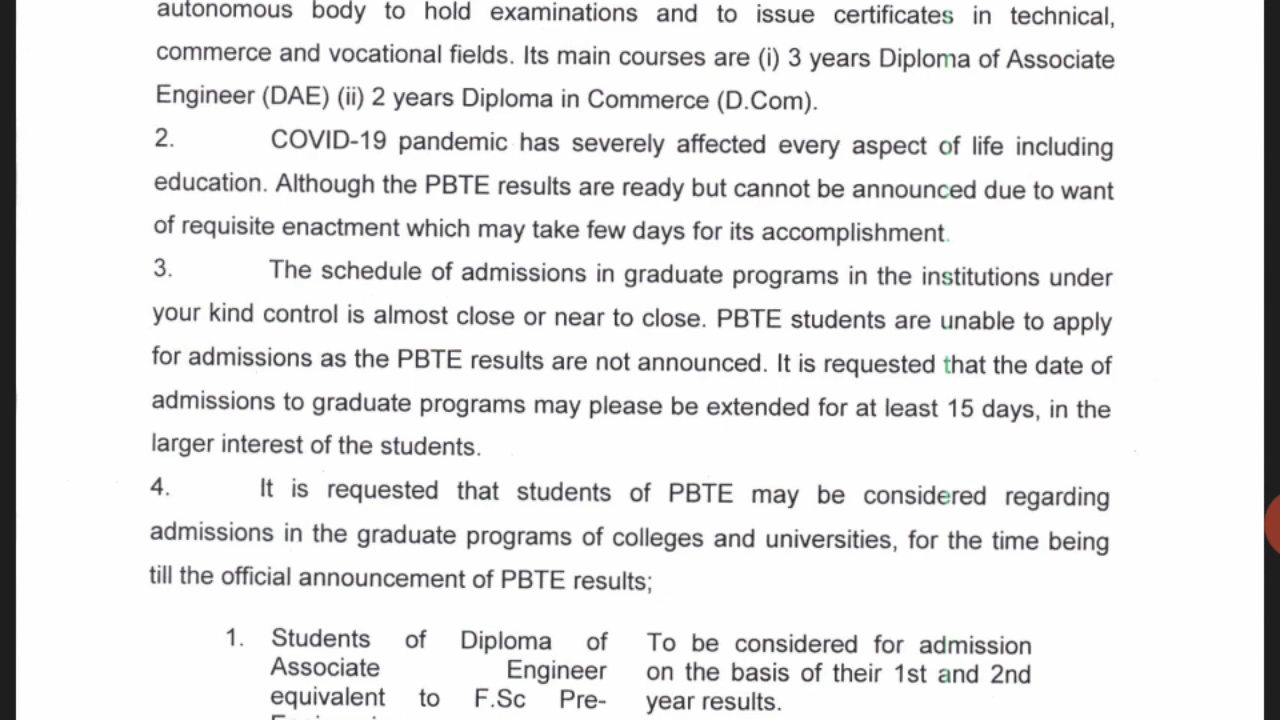 autonomous body to hold examinations and to issue certificates in technical,
commerce and vocational fields. Its main courses are (i) 3 years Diploma of Associate
Engineer (DAE) (ii) 2 years Diploma in Commerce (D.Com).
2. COVID-19 pandemic has severely affected every aspect of life including
education. Although the PBTE results are ready but cannot be announced due to want
of requisite enactment which may take few days for its accomplishment.
3. The schedule of admissions in graduate programs in the institutions under
your kind control is almost close or near to close. PBTE students are unable to apply
for admissions as the PBTE results are not announced. It is requested that the date of
admissions to graduate programs may please be extended for at least 15 days, in the
larger interest of the students.
4. It is requested that students of PBTE may be considered regarding
admissions in the graduate programs of colleges and universities, for the time being
till the official announcement of PBTE results;
1. Students of Diploma of To be considered for admission
Associate Engineer on the basis of their 1st and 2nd
equivalent to F.Sc Pre- year results.